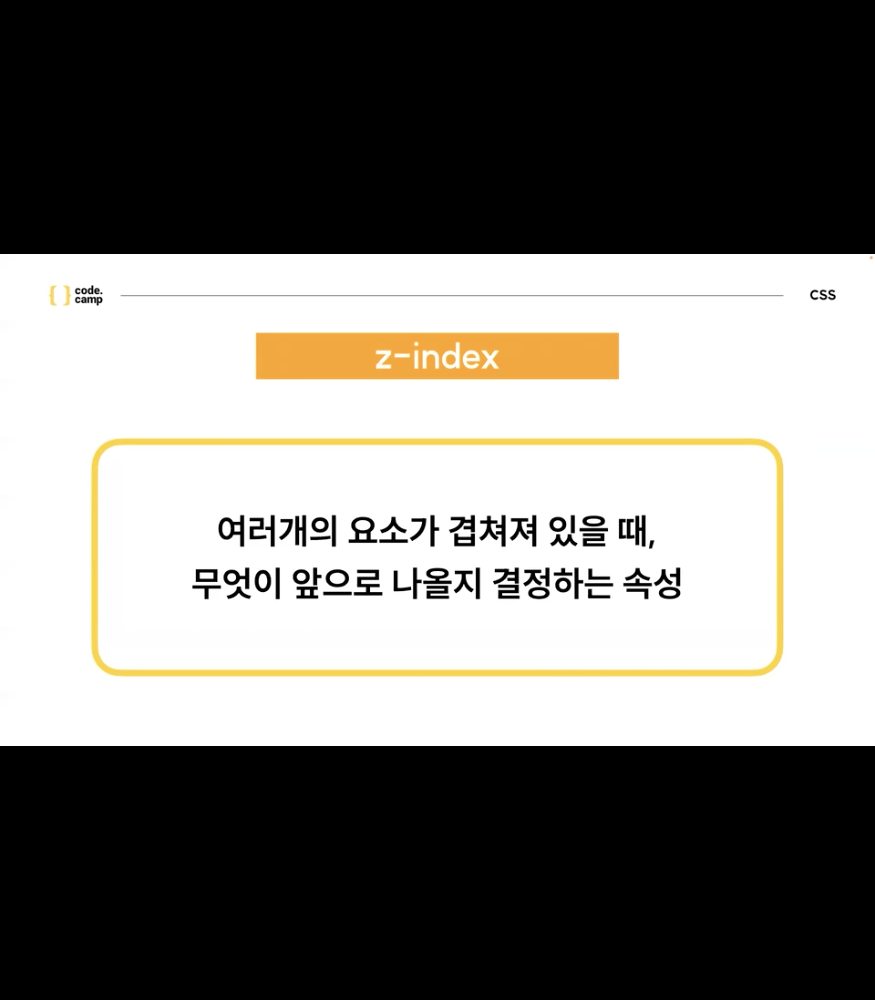 { } code.
camp
CSS
z-index
여러개의 요소가 겹쳐져 있을 때,
무엇이 앞으로 나올지 결정하는 속성